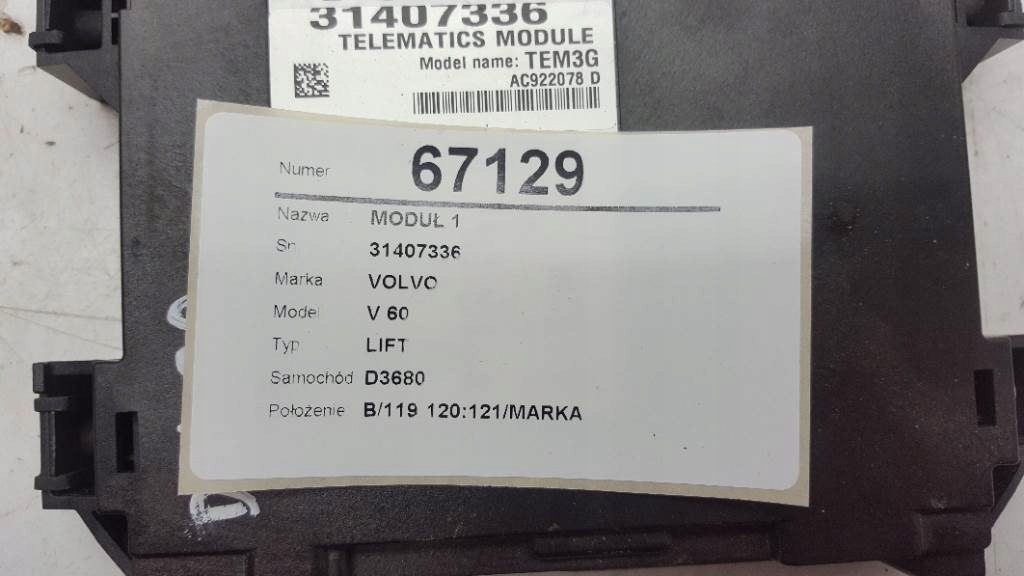 31407336
TELEMATICS MODULE
Model name: TEM3G
AC922078 D
Numer 67129
Nazwa MODUŁ 1
Sn 31407336
Marka VOLVO
Model V 60
Typ LIFT
Samochód D3680
Położenie B/119 120:121/MARKA